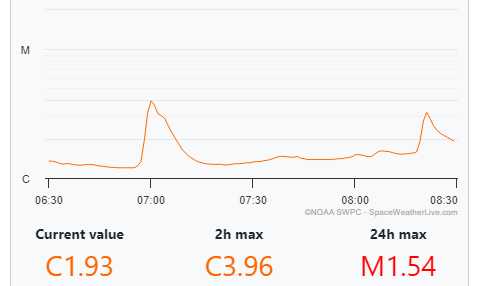 M
C
06:30 07:00 07:30 08:00 08:30
©NOAA SWPC - SpaceWeatherLive.com
Current value 2h max 24h max
C1.93 C3.96 M1.54